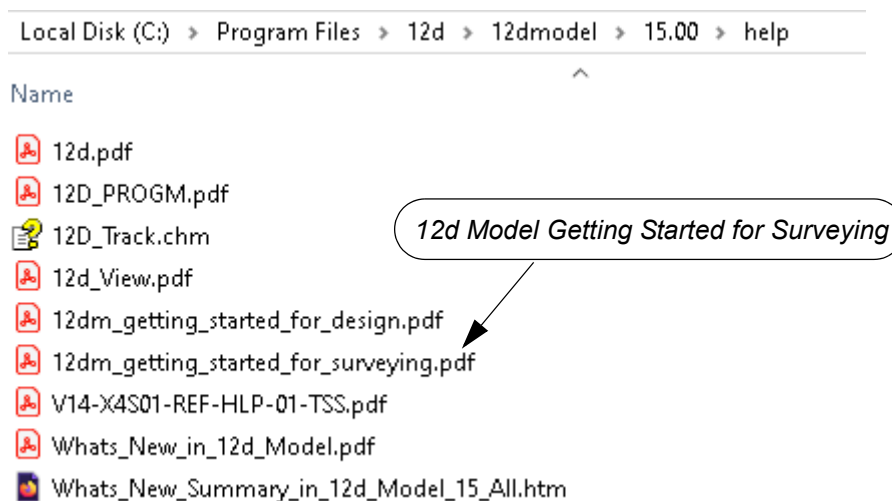 Local Disk (C:) > Program Files > 12d > 12dmodel > 15.00 > help
Name
12d.pdf
12D_PROGM.pdf
12D_Track.chm
12d Model Getting Started for Surveying
12d_View.pdf
12dm_getting_started_for_design.pdf
12dm_getting_started_for_surveying.pdf
V14-X4S01-REF-HLP-01-TSS.pdf
Whats_New_in_12d_Model.pdf
Whats_New_Summary_in_12d_Model_15_All.htm